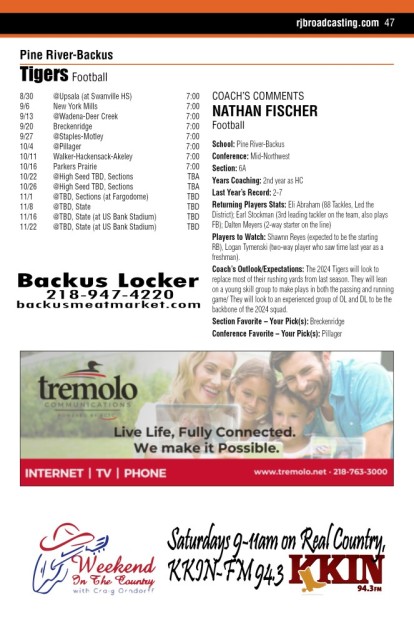 rjbroadcasting.com 47
Pine River-Backus
Tigers Football
8/30 @Upsala (at Swanville HS) 7:00
9/6 New York Mills 7:00
9/13 @Wadena-Deer Creek 7:00
9/20 Breckenridge 7:00
9/27 @Staples-Motley 7:00
10/4 @Pillager 7:00
10/11 Walker-Hackensack-Akeley 7:00
10/16 Parkers Prairie 7:00
10/22 @High Seed TBD, Sections TBA
10/26 @High Seed TBD, Sections TBA
11/1 @TBD, Sections (at Fargodome) TBD
11/8 @TBD, State TBD
11/16 @TBD, State (at US Bank Stadium) TBD
11/22 @TBD, State (at US Bank Stadium) TBD
Backus Locker
218-947-4220
backusmeatmarket.com
COACH'S COMMENTS
NATHAN FISCHER
Football
School: Pine River-Backus
Conference: Mid-Northwest
Section: 6A
Years Coaching: 2nd year as HC
Last Year's Record: 2-7
Returning Players Stats: Eli Abraham (88 Tackles, Led the
District); Earl Stockman (3rd leading tackler on the team, also plays
FB); Dalten Meyers (2-way starter on the line)
Players to Watch: Shawnn Reyes (expected to be the starting
RB), Logan Tymenski (two-way player who saw time last year as a
freshman).
Coach's Outlook/Expectations: The 2024 Tigers will look to
replace most of their rushing yards from last season. They will lean
on a young skill group to make plays in both the passing and running
game/ They will look to an experienced group of OL and DL to be the
backbone of the 2024 squad.
Section Favorite – Your Pick(s): Breckenridge
Conference Favorite – Your Pick(s): Pillager
tremolo
COMMUNICATIONS
Live Life, Fully Connected.
We make it Possible.
INTERNET | TV | PHONE www.tremolo.net · 218-763-3000
Weekend
In The Country
with Craig Orndorff
Saturdays 9-11am on Real Country,
KKIN-FM 94.3
KKIN
94.3FM